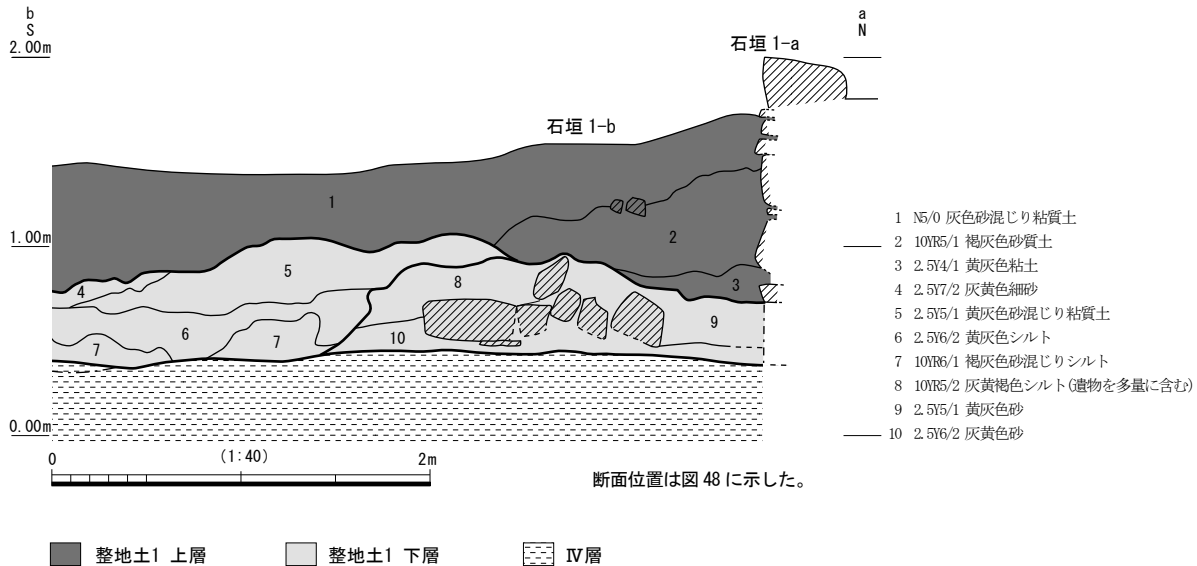 b
S
2.00m
a
N
石垣 1-a
石垣 1-b
1
2
3
1.00m
4
5
8
9
6
7
7
10
0.00m
1 N5/0 灰色砂混じり粘質土
2 10YR5/1 褐灰色砂質土
3 2.5Y4/1 黄灰色粘土
4 2.5Y7/2 灰黄色細砂
5 2.5Y5/1 黄灰色砂混じり粘質土
6 2.5Y6/2 黄灰色シルト
7 10YR6/1 褐灰色砂混じりシルト
8 10YR5/2 灰黄褐色シルト(遺物を多量に含む)
9 2.5Y5/1 黄灰色砂
10 2.5Y6/2 灰黄色砂
0 (1:40) 2m
断面位置は図 48 に示した。
整地土1 上層 整地土1 下層 Ⅳ層